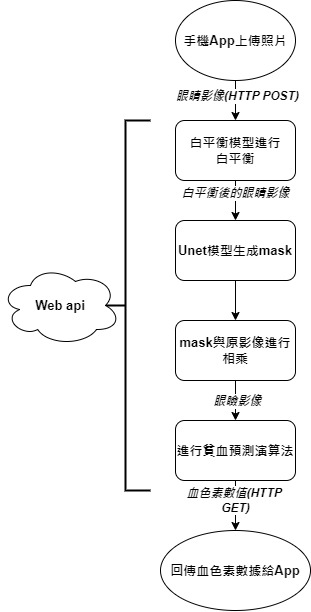 手機App上傳照片
眼睛影像(HTTP POST)
白平衡模型進行
白平衡
白平衡後的眼睛影像
Unet模型生成mask
Web api
mask與原影像進行
相乘
眼瞼影像
進行貧血預測演算法
血色素數值(HTTP
GET)
回傳血色素數據給App